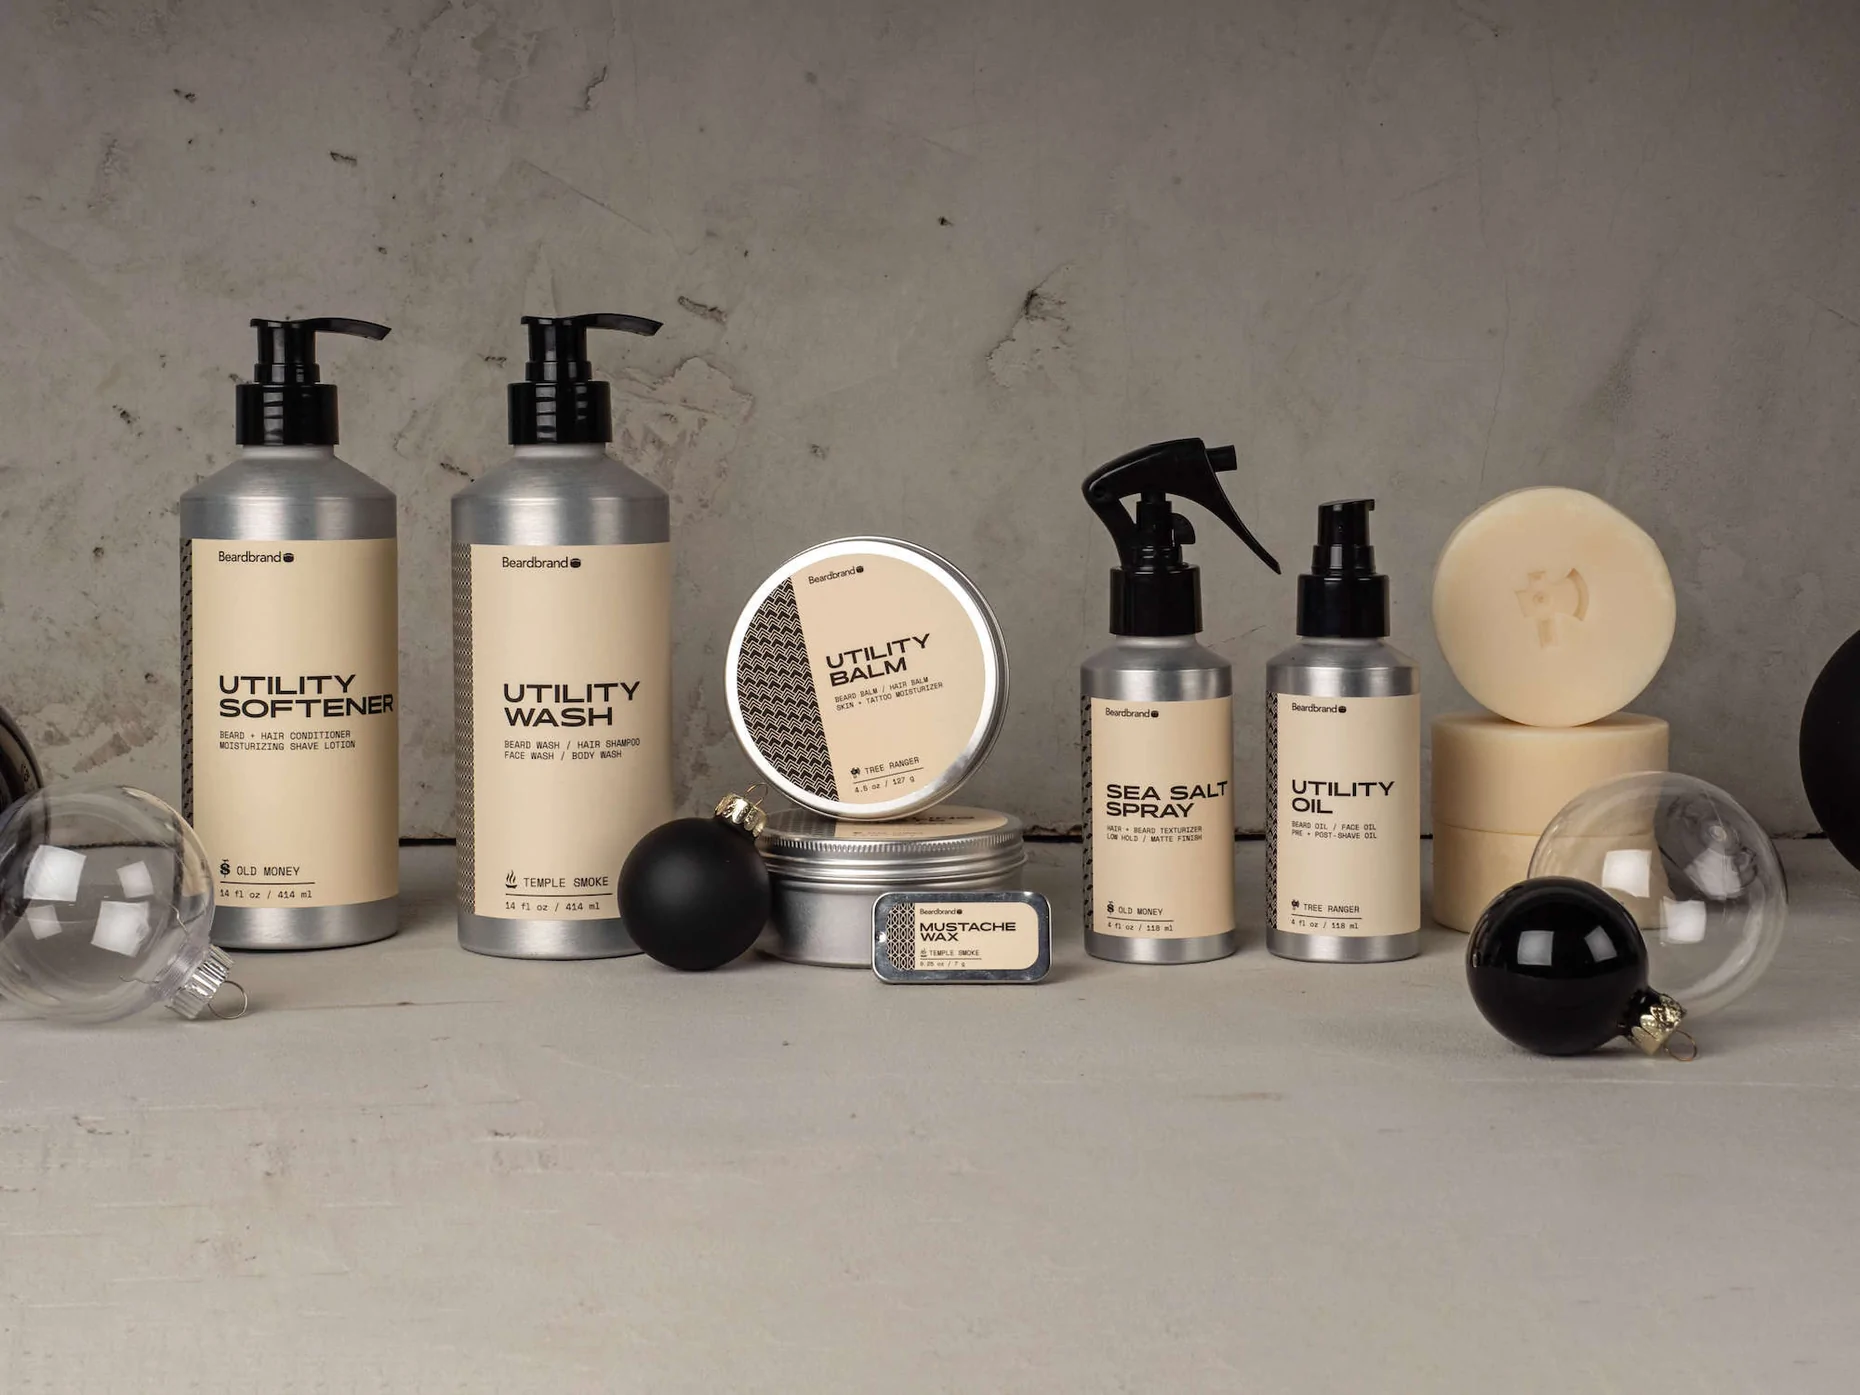 Beardbrand
UTILITY
SOFTENER
BEARD + HAIR CONDITIONER
MOISTURIZING SHAVE LOTION
OLD MONEY
14 fl oz / 414 ml
Beardbrand
UTILITY
WASH
BEARD WASH / HAIR SHAMPOO
FACE WASH / BODY WASH
TEMPLE SMOKE
14 fl oz / 414 ml
Beardbrand
UTILITY
BALM
BEARD BALM / HAIR BALM
SKIN + TATTOO MOISTURIZER
TREE RANGER
4.5 oz / 127 g
Beardbrand
MUSTACHE
WAX
TEMPLE SMOKE
0.25 oz / 7 g
Beardbrand
SEA SALT
SPRAY
HAIR + BEARD TEXTURIZER
LOW HOLD / MATTE FINISH
OLD MONEY
4 fl oz / 118 ml
Beardbrand
UTILITY
OIL
BEARD OIL / FACE OIL
PRE + POST-SHAVE OIL
TREE RANGER
4 fl oz / 118 ml